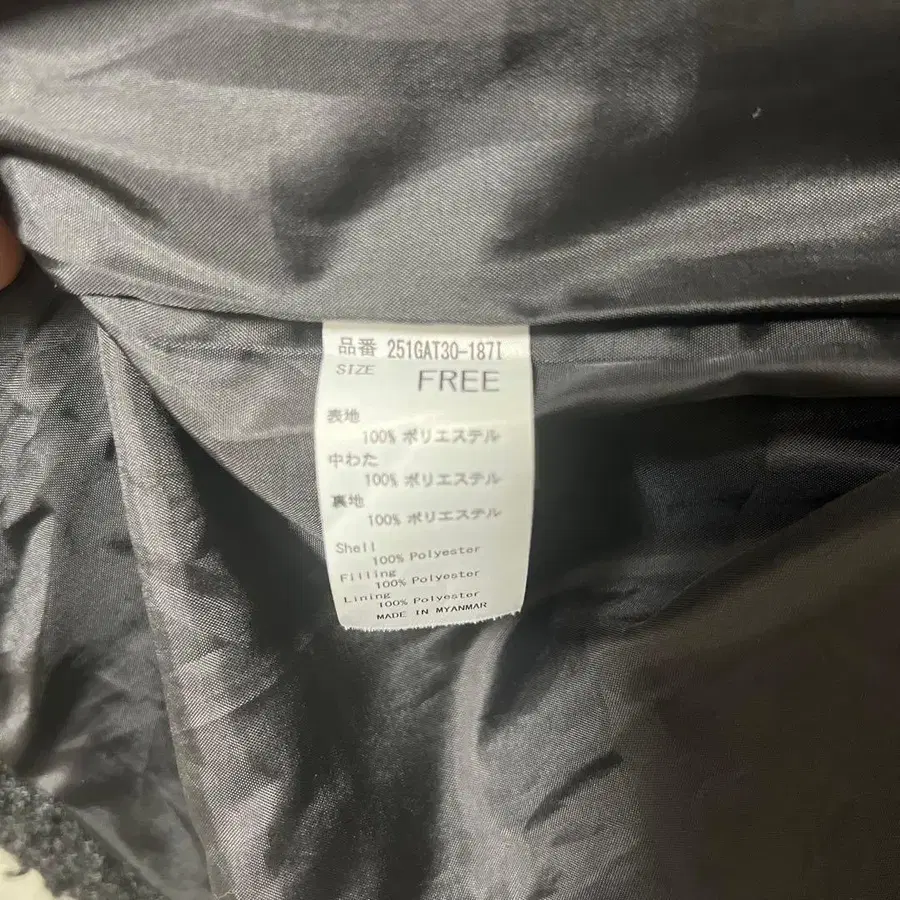 品番 251GAT30-187I
SIZE FREE
表地
100% ポリエステル
中わた
100% ポリエステル
裏地
100% ポリエステル
Shell
100% Polyester
Filling
100% Polyester
Lining
100% Polyester
MADE IN MYANMAR